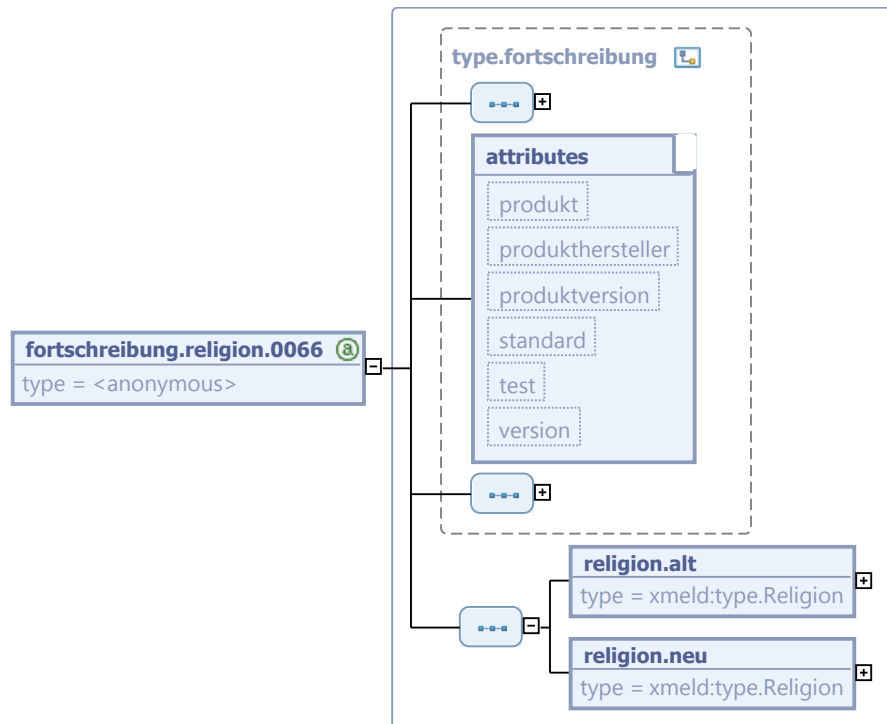 type.fortschreibung
attributes
produkt
produkthersteller
produktversion
standard
test
version
fortschreibung.religion.0066
type = <anonymous>
religion.alt
type = xmeld:type.Religion
religion.neu
type = xmeld:type.Religion